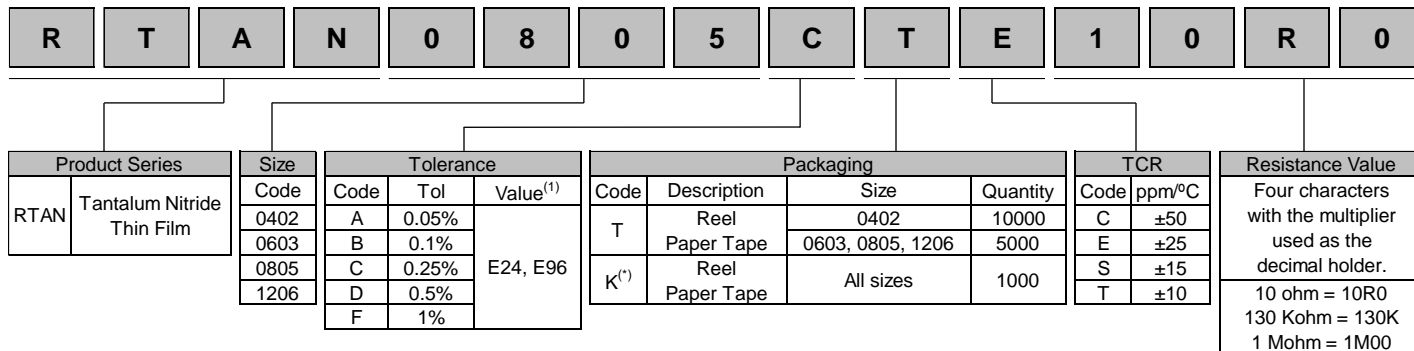 R T A N 0 8 0 5 C T E 1 0 R 0
Product Series
RTAN Tantalum Nitride
Thin Film
Size
Code
0402
0603
0805
1206
Tolerance
Code Tol Value(1)
A 0.05%
B 0.1%
C 0.25%
D 0.5%
F 1%
E24, E96
Packaging
Code Description Size Quantity
T Reel
Paper Tape
0402 10000
0603, 0805, 1206 5000
K(*) Reel
Paper Tape
All sizes 1000
TCR
Code ppm/ºC
C ±50
E ±25
S ±15
T ±10
Resistance Value
Four characters
with the multiplier
used as the
decimal holder.
10 ohm = 10R0
130 Kohm = 130K
1 Mohm = 1M00